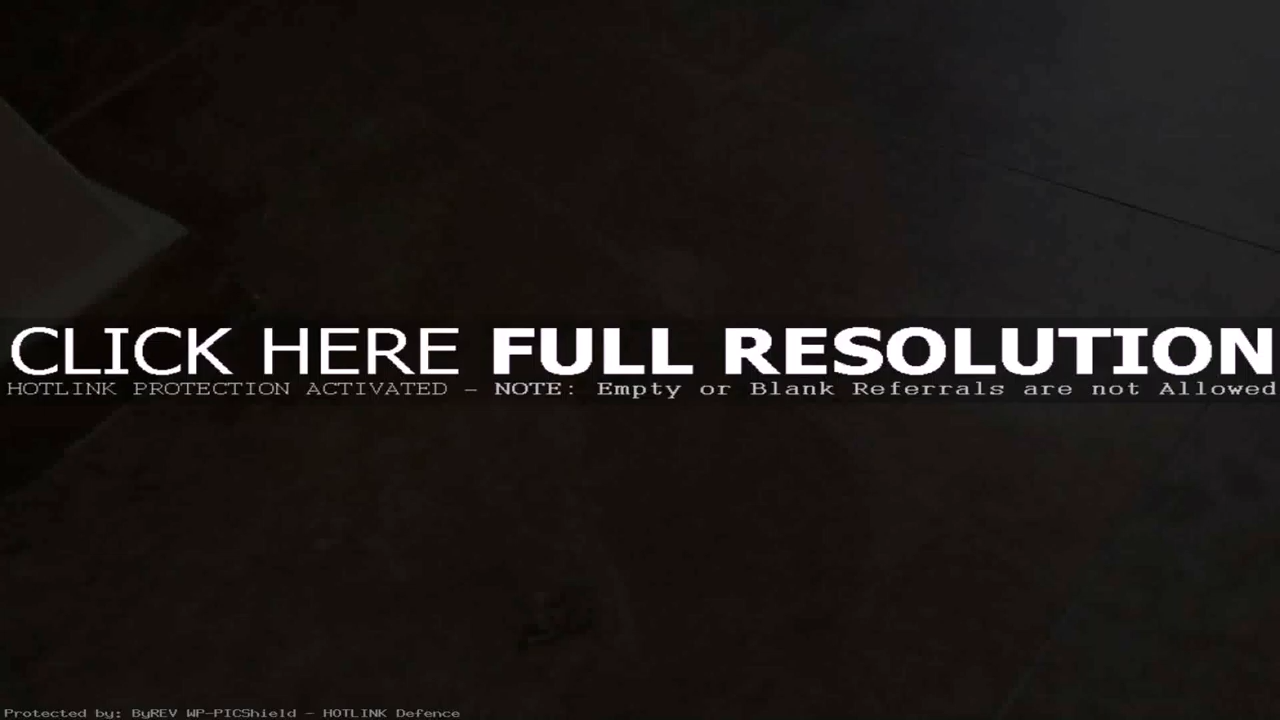 CLICK HERE FULL RESOLUTION
HOTLINK PROTECTION ACTIVATED – NOTE: Empty or Blank Referrals are not Allowed
Protected by: ByREV WP-PICShield – HOTLINK Defence